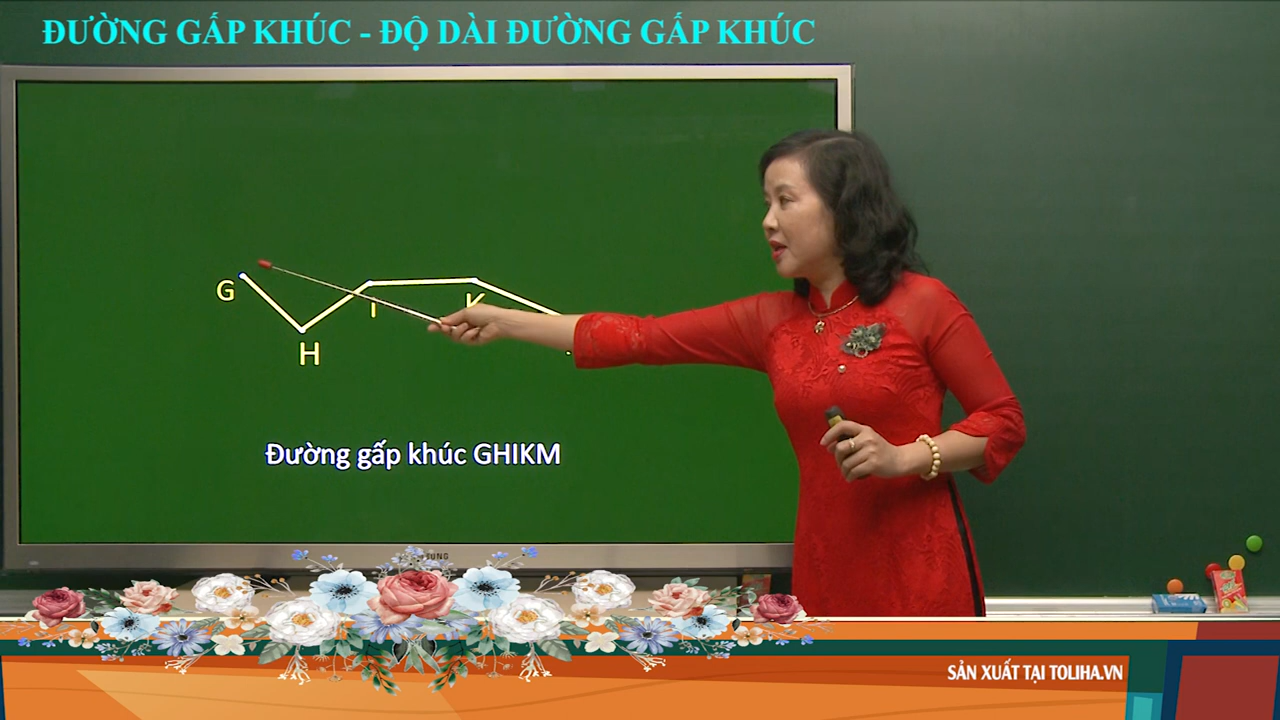 ĐƯỜNG GẤP KHÚC - ĐỘ DÀI ĐƯỜNG GẤP KHÚC
G
H
I
K
Đường gấp khúc GHIKM
SẢN XUẤT TẠI TOLIHA.VN